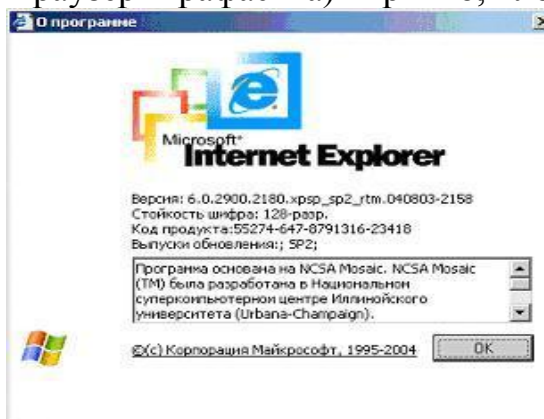 О программе
Microsoft
Internet Explorer
Версия: 6.0.2900.2180.xpsp_sp2_rtm.040803-2158
Стойкость шифра: 128-разр.
Код продукта:55274-647-8791316-23418
Выпуски обновления:; SP2;
Программа основана на NCSA Mosaic. NCSA Mosaic
(TM) была разработана в Национальном
суперкомпьютерном центре Иллинойского
университета (Urbana-Champaign).
©(c) Корпорация Майкрософт, 1995-2004
OK